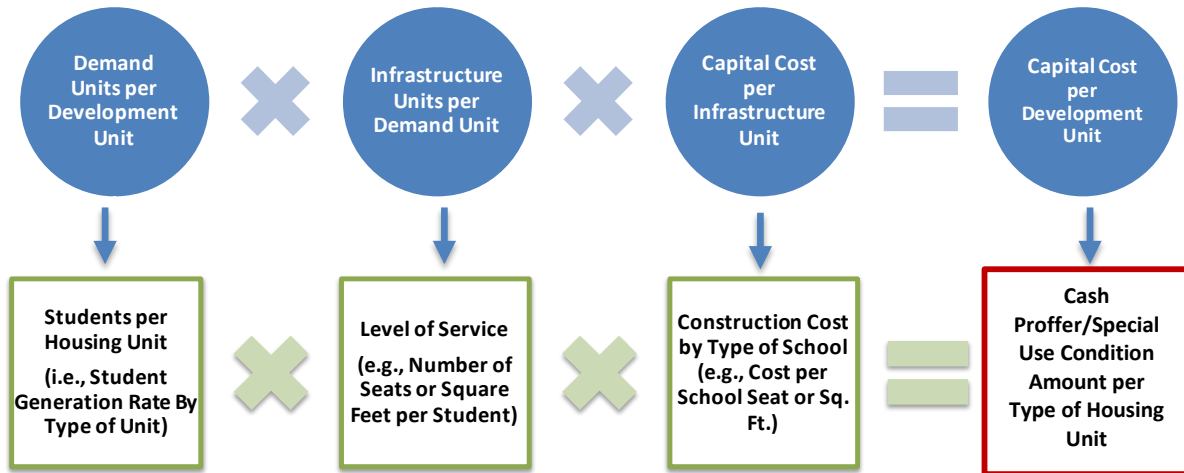 Demand
Units per
Development
Unit
Infrastructure
Units per
Demand Unit
Capital Cost
per
Infrastructure
Unit
Capital Cost
per
Development
Unit
Students per
Housing Unit
(i.e., Student
Generation Rate By
Type of Unit)
Level of Service
(e.g., Number of
Seats or Square
Feet per Student)
Construction Cost
by Type of School
(e.g., Cost per
School Seat or Sq.
Ft.)
Cash
Proffer/Special
Use Condition
Amount per
Type of Housing
Unit